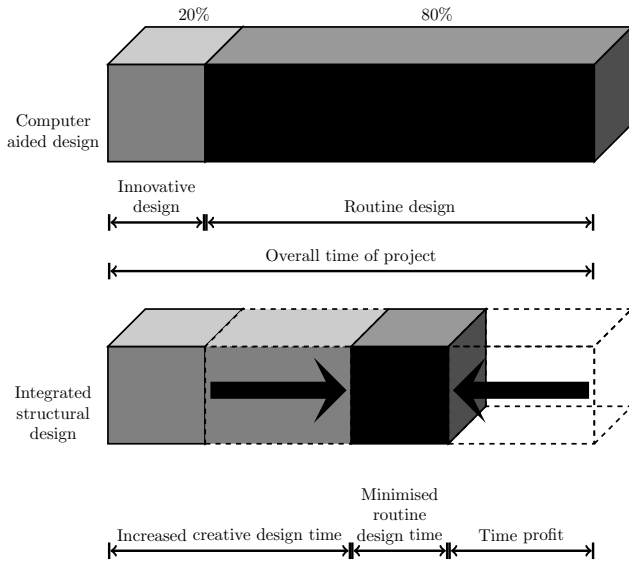 20%
80%
Computer
aided design
Innovative
design
Routine design
Overall time of project
Integrated
structural
design
Increased creative design time
Minimised
routine
design time
Time profit